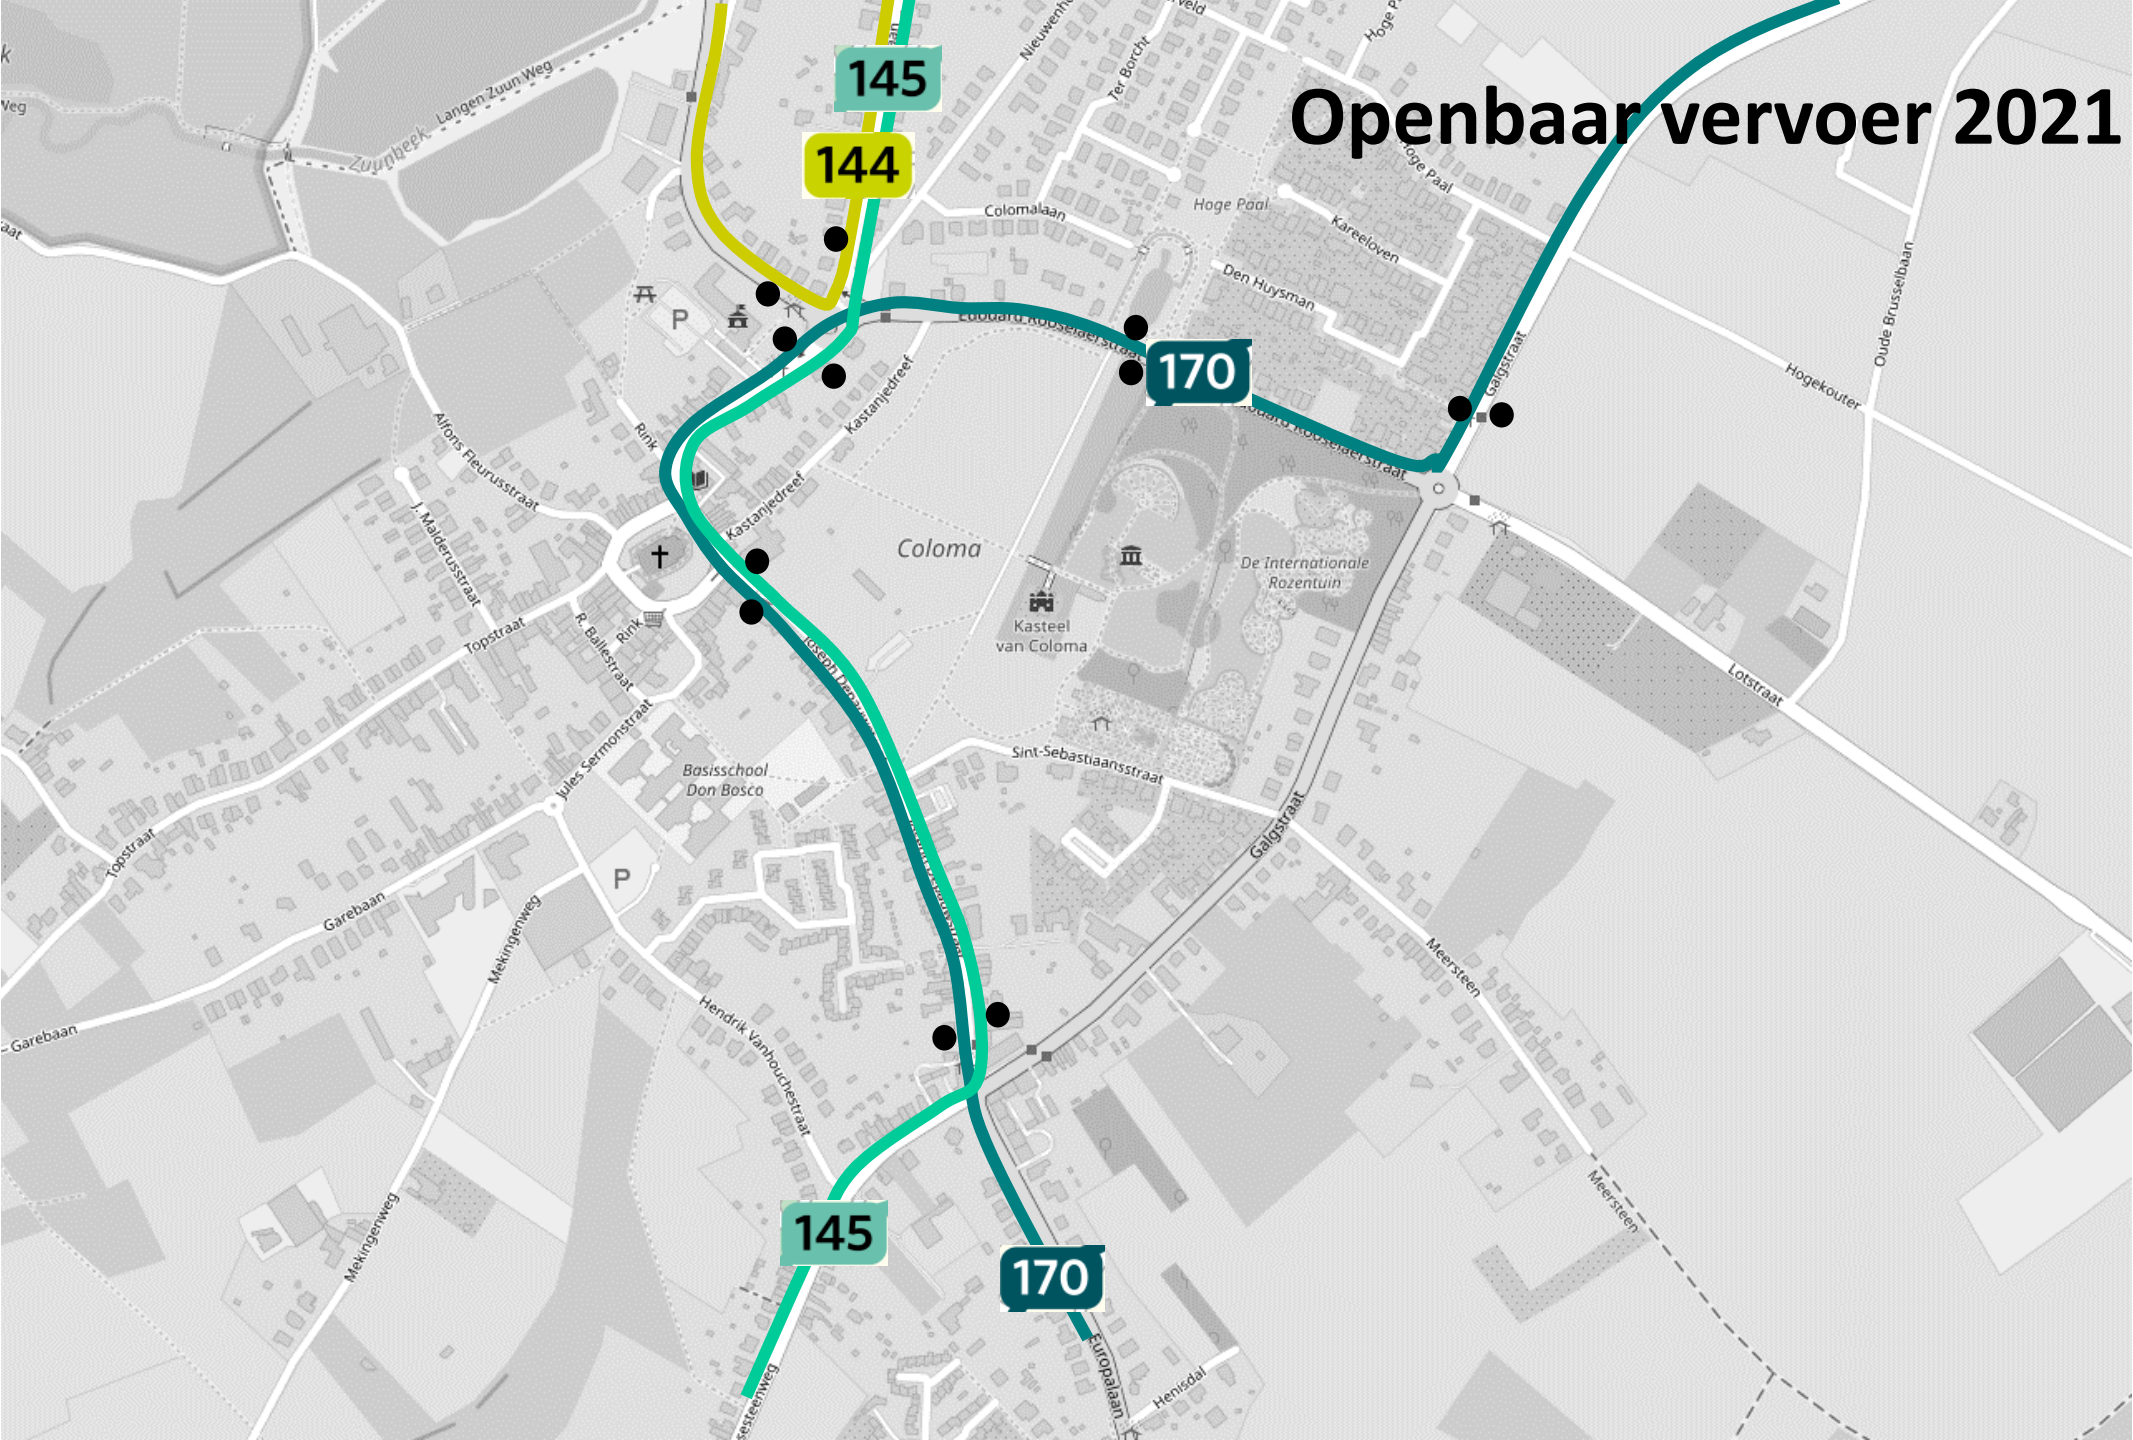 Openbaar vervoer 2021
145
144
170
145
170
Langen Zuun Weg
Zuunbeek
Weg
Ter Borcht
Hoge Paal
Hoge Paal
Colomalaan
Kareeloven
Den Huysman
Edouard Rooselaerstraat
Galgstraat
Oude Brusselbaan
Hogekouter
P
Rink
Kastanjedreef
Kastanjedreef
Alfons Fleurusstraat
J. Malderusstraat
Coloma
De Internationale
Rozentuin
Kasteel
van Coloma
Topstraat
R. Ballestraat
Rink
Jules Sermonstraat
Lotstraat
Basisschool
Don Bosco
Sint-Sebastiaansstraat
Galgstraat
Topstraat
P
Garebaan
Mekingenweg
Meersteen
Garebaan
Hendrik Vanhouchestraat
Mekingenweg
Meersteen
Europalaan
Henisdal